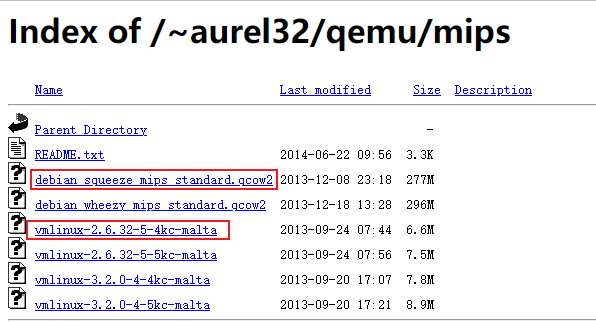 Index of /~aurel32/qemu/mips
Name Last modified Size Description
Parent Directory -
README.txt 2014-06-22 09:56 3.3K
debian_squeeze_mips_standard.qcow2 2013-12-08 23:18 277M
debian_wheezy_mips_standard.qcow2 2013-12-18 13:28 296M
vmlinux-2.6.32-5-4kc-malta 2013-09-24 07:44 6.6M
vmlinux-2.6.32-5-5kc-malta 2013-09-24 07:56 7.5M
vmlinux-3.2.0-4-4kc-malta 2013-09-20 17:07 7.8M
vmlinux-3.2.0-4-5kc-malta 2013-09-20 17:21 8.9M